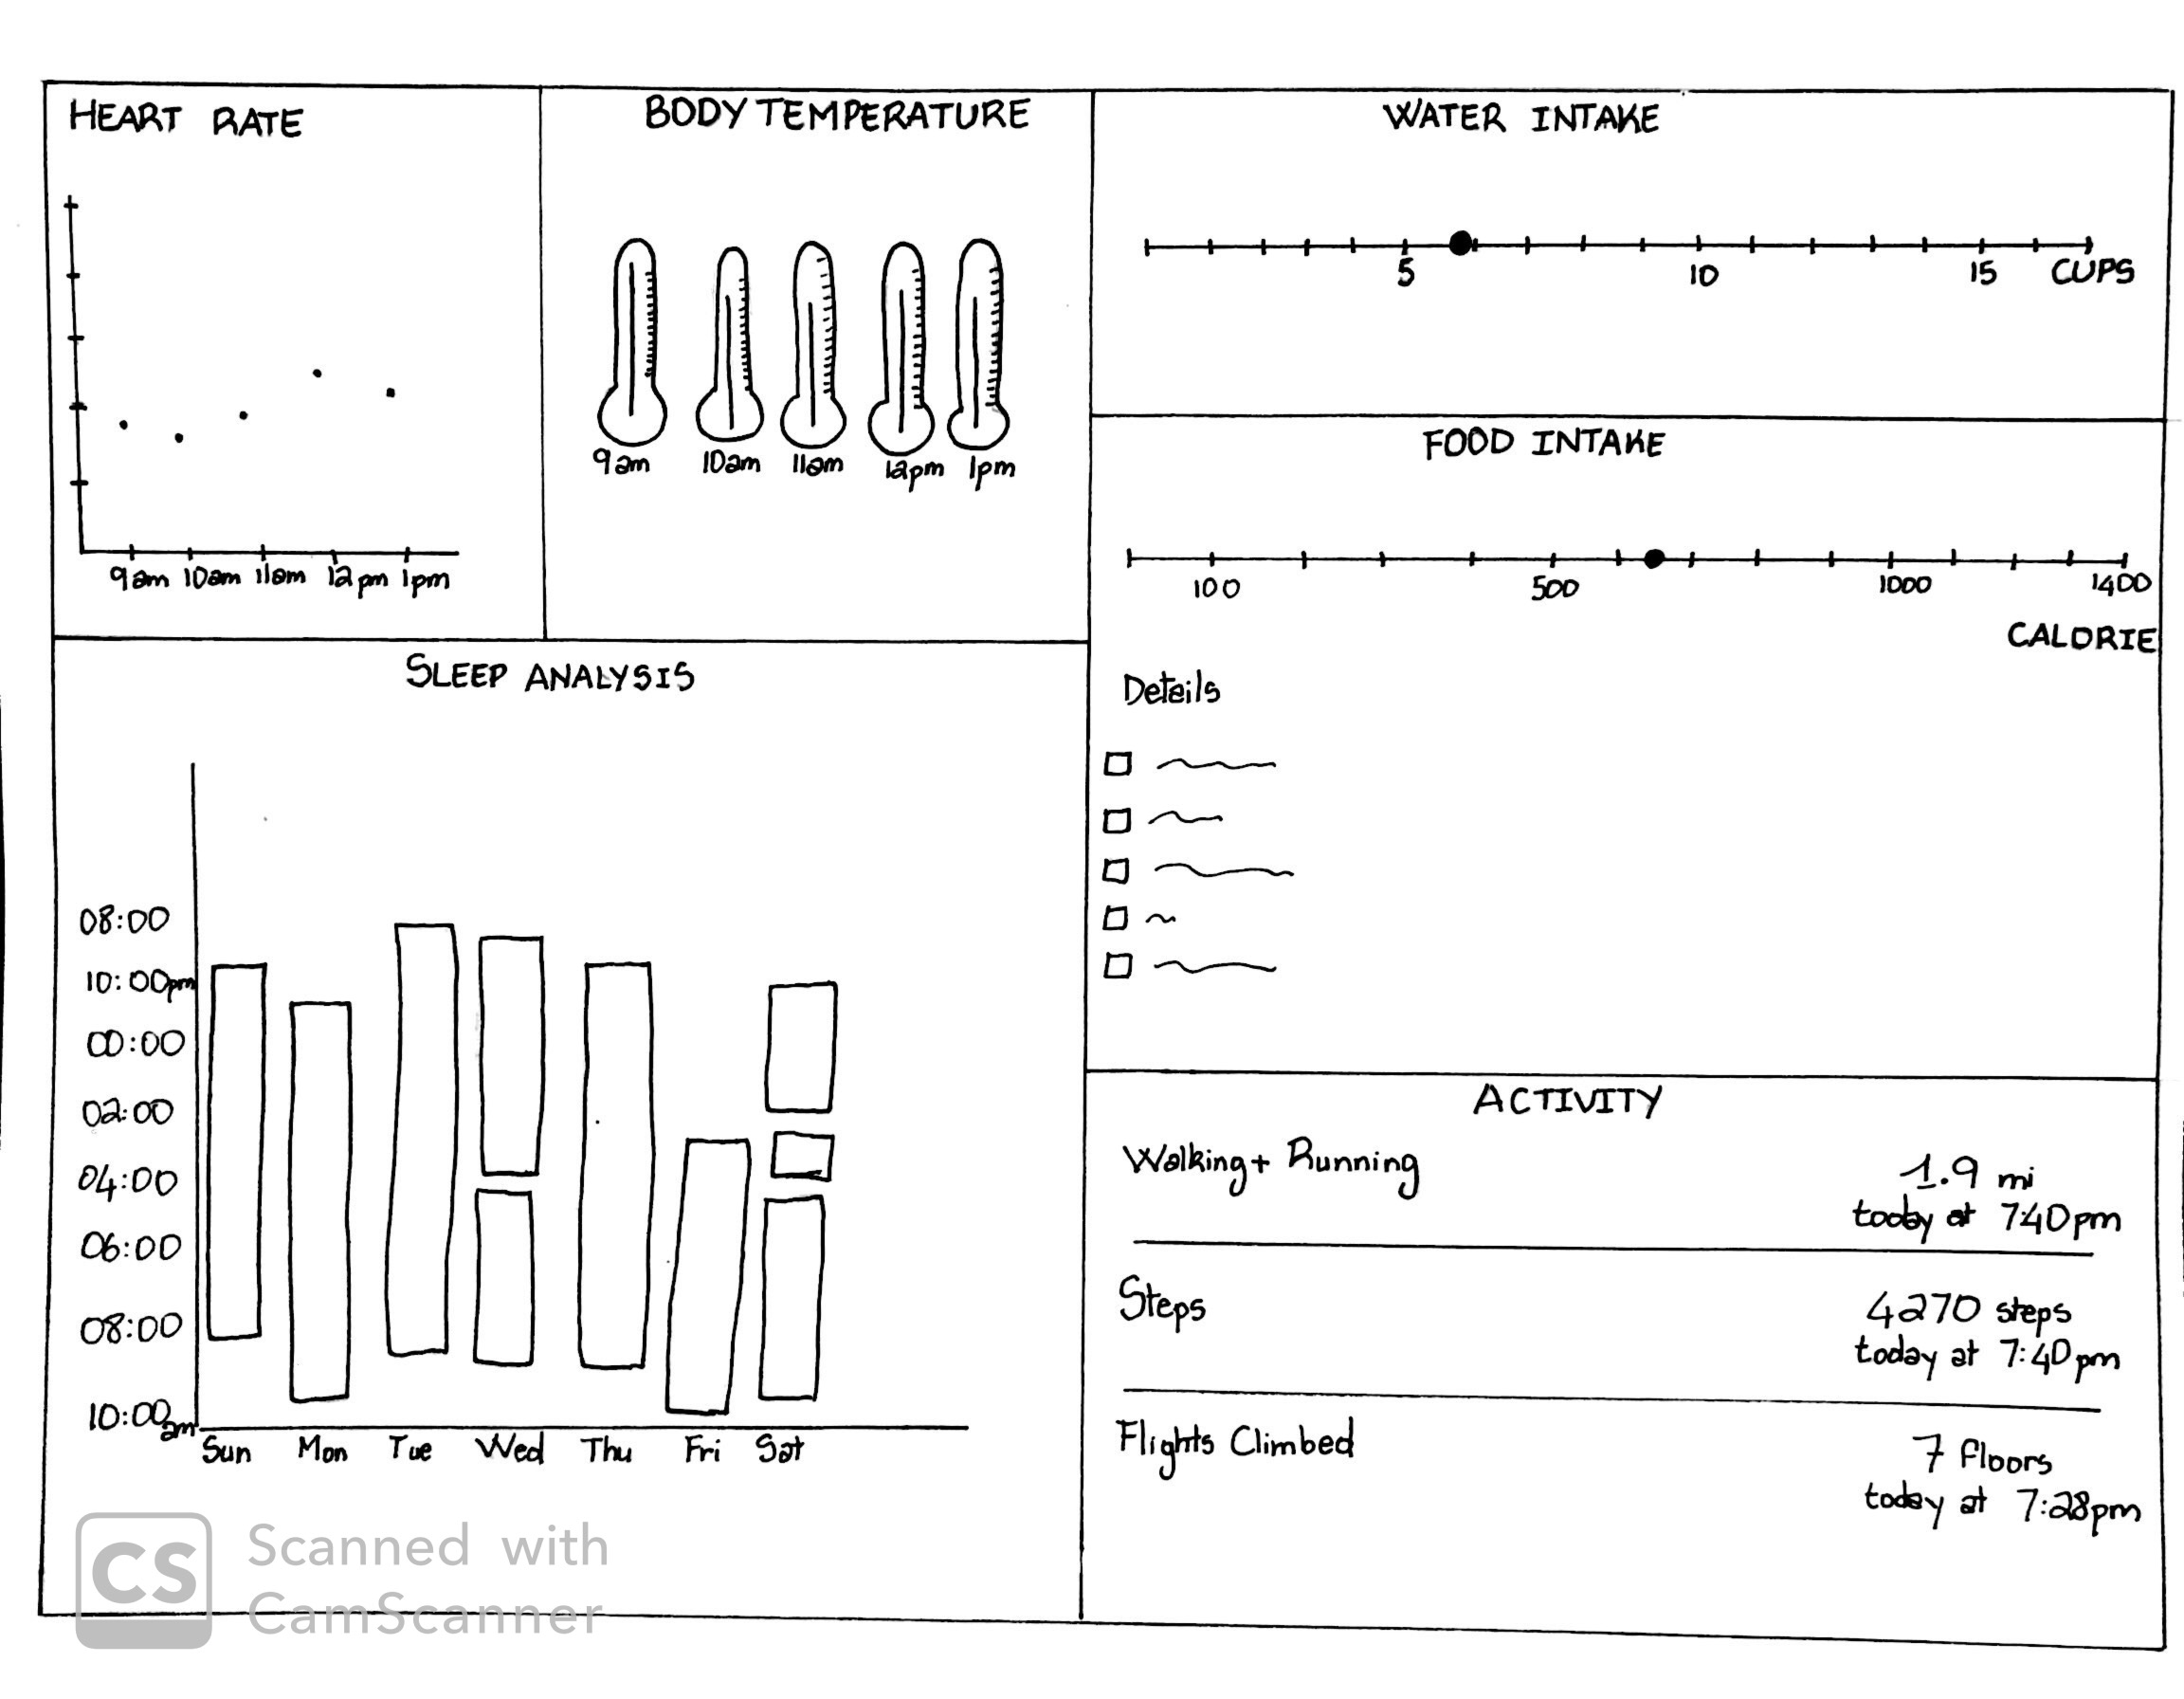 HEART RATE
9am 10am 11am 12pm 1pm
BODY TEMPERATURE
9am 10am 11am 12pm 1pm
WATER INTAKE
5 10 15 CUPS
FOOD INTAKE
100 500 1000 1400
CALORIE
Details
SLEEP ANALYSIS
08:00
10:00pm
00:00
02:00
04:00
06:00
08:00
10:00am
Sun Mon Tue Wed Thu Fri Sat
ACTIVITY
Walking + Running 1.9 mi
today at 7:40pm
Steps 4270 steps
today at 7:40pm
Flights Climbed 7 floors
today at 7:28pm
CS Scanned with
CamScanner